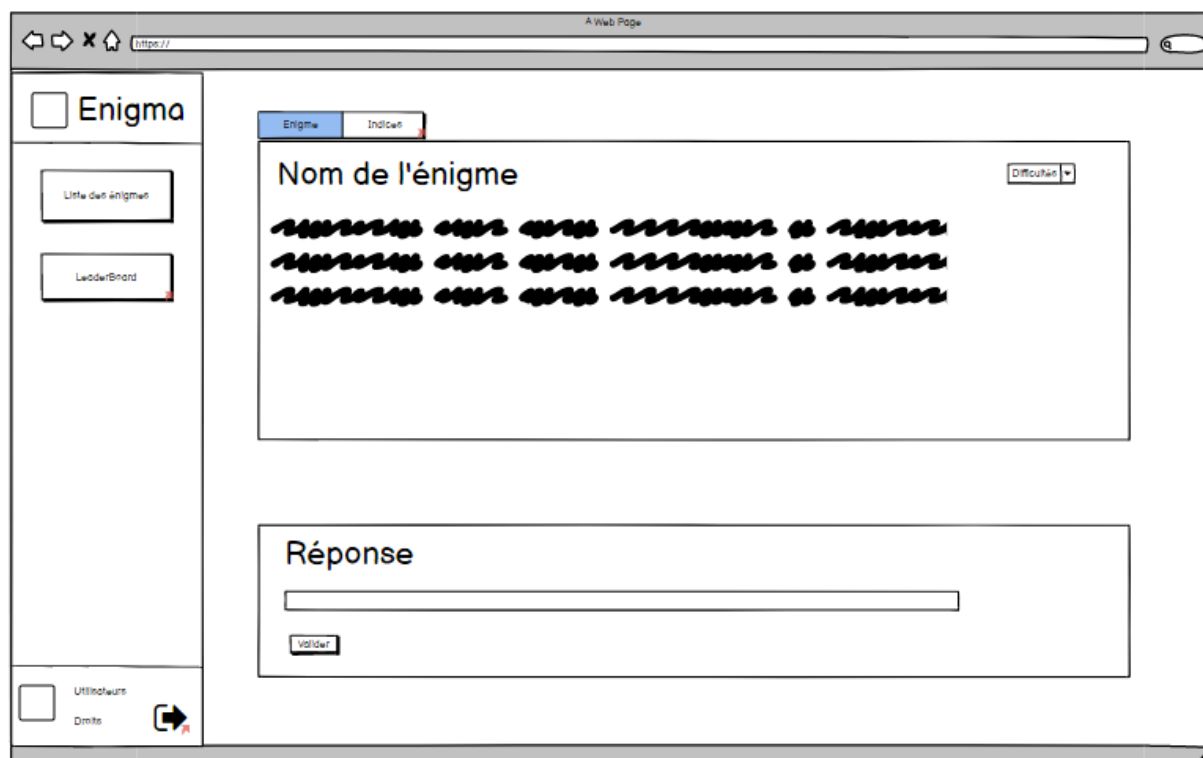 A Web Page
https://
Enigma
Liste des énigmes
LeaderBoard
Enigme
Indices
Nom de l'énigme
Difficultés
Réponse
Valider
Utilisateurs
Droits